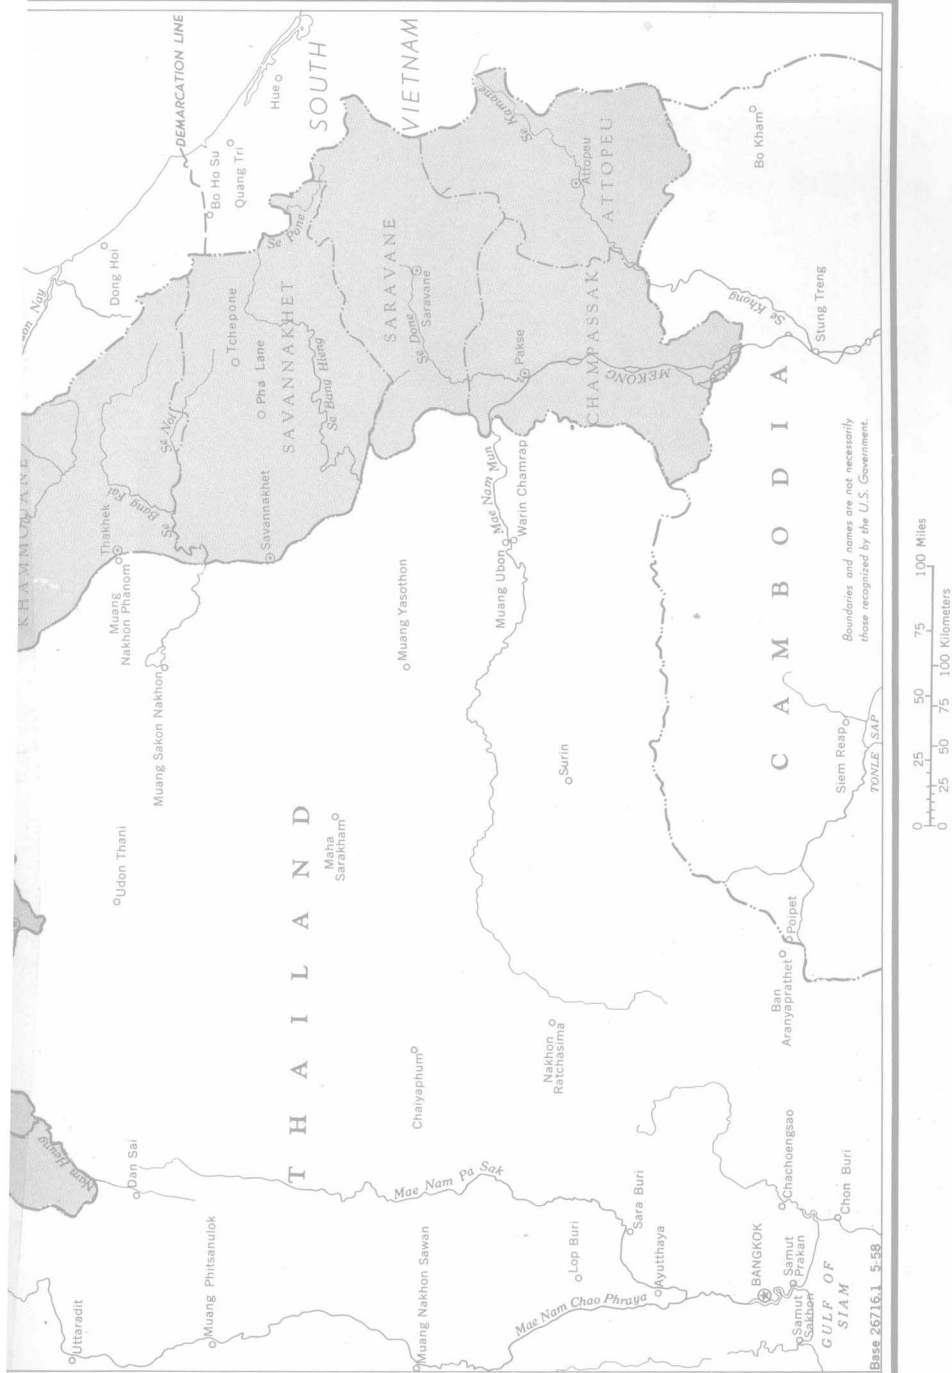 DEMARCATION LINE
SOUTH
VIETNAM
Hue
Bo Ho Su
Quang Tri
Dong Hoi
Nay
KHAMMOUANE
Thakhek
Se Bang Fai
Se Noi
Tchepone
Pha Lane
SAVANNAKHET
Se Bang Hieng
Se Pone
Savannakhet
SARAVANE
Se Done
Saravane
Se Kamane
Attopeu
ATTOPEU
CHAMPASSAK
Pakse
MEKONG
Bo Kham
Se Khong
Stung Treng
Muang
Nakhon Phanom
Muang Sakon Nakhon
Udon Thani
Muang Yasothon
Mae Nam Mun
Muang Ubon
Warin Chamrap
Surin
Maha
Sarakham
THAILAND
CAMBODIA
Siem Reap
TONLE SAP
Poipet
Ban
Aranyaprathet
Nakhon
Ratchasima
Chaiyaphum
Nam Heung
Dan Sai
Mae Nam Pa Sak
Uttaradit
Muang Phitsanulok
Muang Nakhon Sawan
Mae Nam Chao Phraya
Lop Buri
Sara Buri
Ayutthaya
BANGKOK
Chachoengsao
Chon Buri
Samut
Prakan
Samut
Sakhon
GULF OF
SIAM
Boundaries and names are not necessarily
those recognized by the U.S. Government.
Base 26716.1 5-58
0 25 50 75 100 Miles
0 25 50 75 100 Kilometers